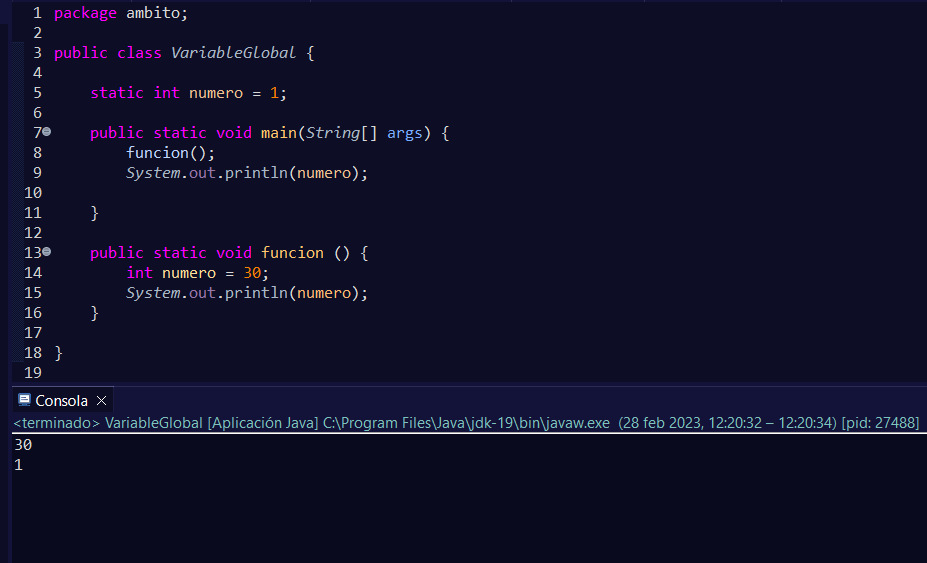 1 package ambito;
2
3 public class VariableGlobal {
4
5 static int numero = 1;
6
7 public static void main(String[] args) {
8 funcion();
9 System.out.println(numero);
10
11 }
12
13 public static void funcion () {
14 int numero = 30;
15 System.out.println(numero);
16 }
17
18 }
19
Consola
<terminado> VariableGlobal [Aplicación Java] C:\Program Files\Java\jdk-19\bin\javaw.exe (28 feb 2023, 12:20:32 – 12:20:34) [pid: 27488]
30
1